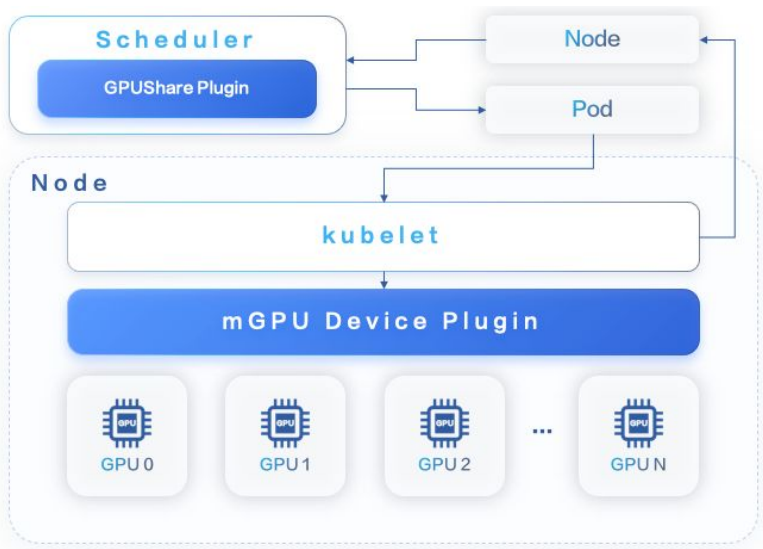 Scheduler
Node
GPUShare Plugin
Pod
Node
kubelet
mGPU Device Plugin
GPU
GPU
GPU
...
GPU
GPU 0
GPU 1
GPU 2
GPU N